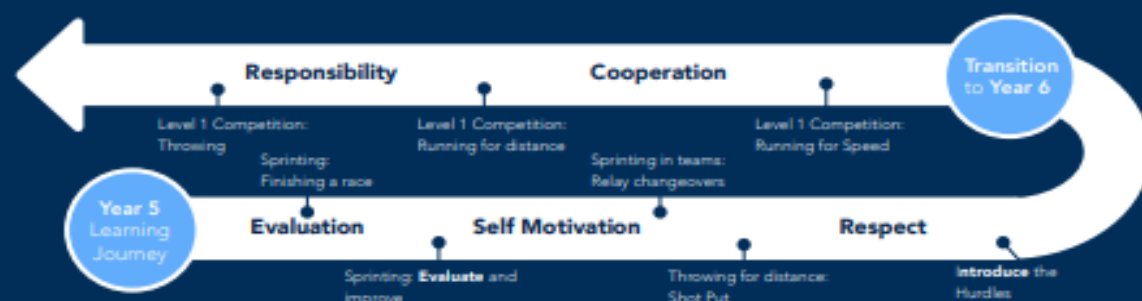 Responsibility
Cooperation
Transition
to Year 6
Level 1 Competition:
Throwing
Level 1 Competition:
Running for distance
Level 1 Competition:
Running for Speed
Sprinting:
Finishing a race
Sprinting in teams:
Relay changeovers
Year 5
Learning
Journey
Evaluation
Self Motivation
Respect
Sprinting: Evaluate and
improve
Throwing for distance:
Shot Put
Introduce the
Hurdles